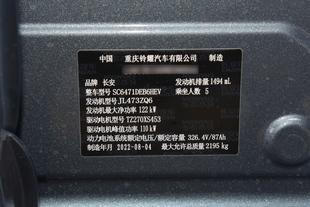 中国 重庆铃耀汽车有限公司 制造
品牌 长安 发动机排量 1494 mL
整车型号 SC6471DEB6HEV 乘坐人数 5
发动机型号 JL473ZQ6
发动机最大净功率 122 kW
驱动电机型号 TZ270XS453
驱动电机峰值功率 110 kW
动力电池系统额定电压/额定容量 326.4V/87Ah
制造年月 2022-08-04 最大允许总质量 2195 kg